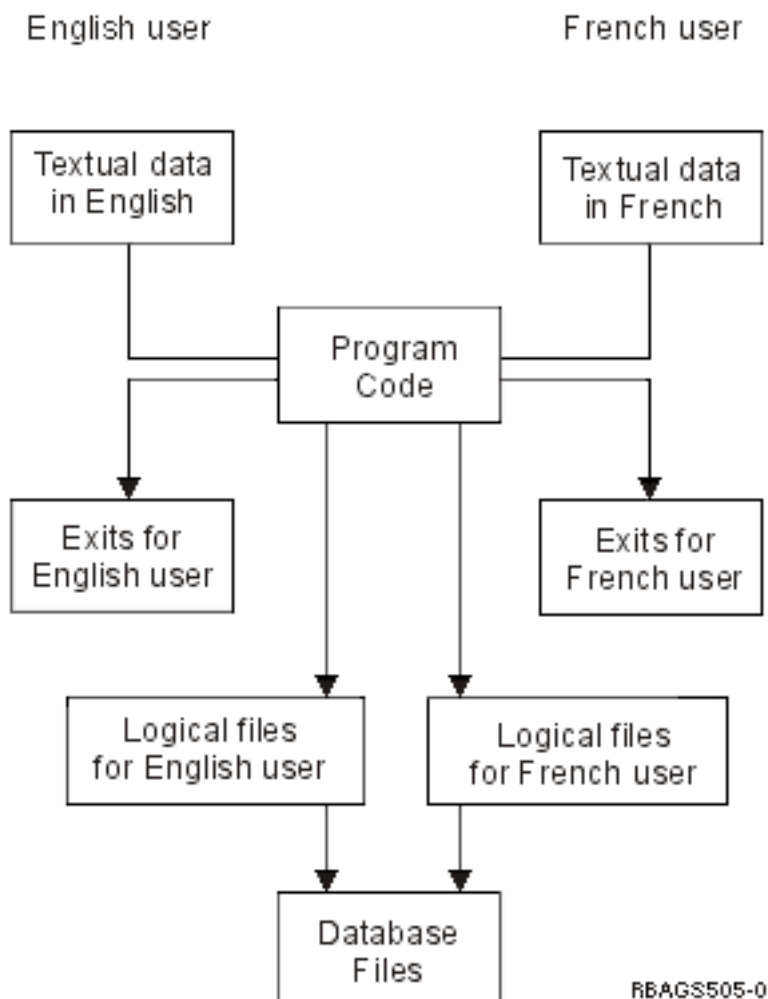 English user
French user
Textual data
in English
Textual data
in French
Program
Code
Exits for
English user
Exits for
French user
Logical files
for English user
Logical files
for French user
Database
Files
RBAGS505-0